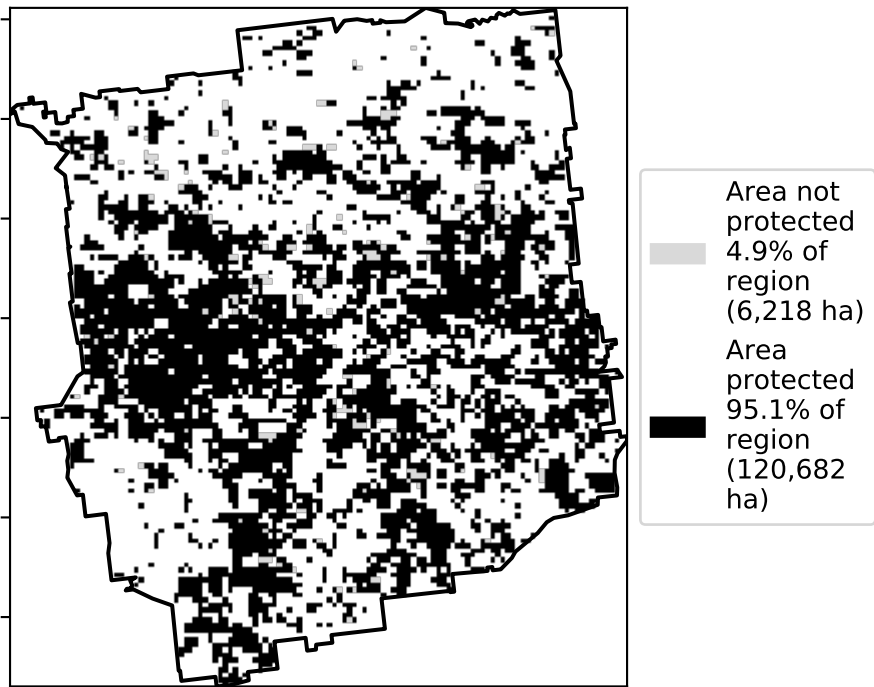 Area not
protected
4.9% of
region
(6,218 ha)
Area
protected
95.1% of
region
(120,682
ha)